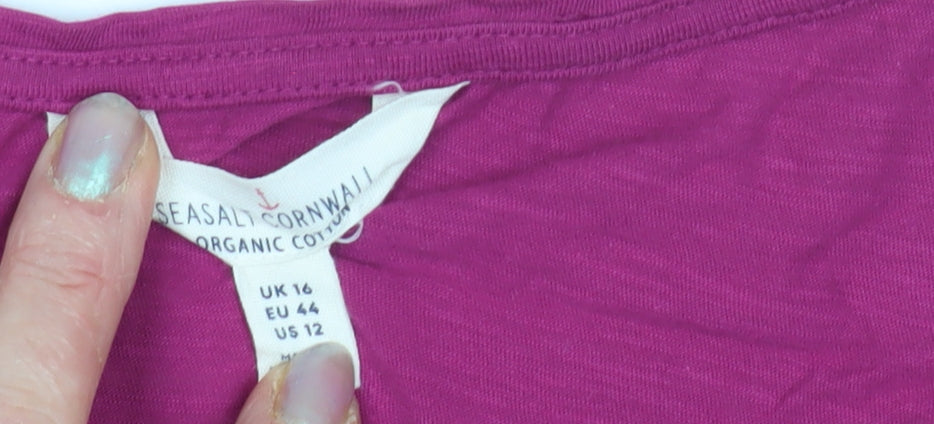 SEASALT CORNWALL
ORGANIC COTTON
UK 16
EU 44
US 12